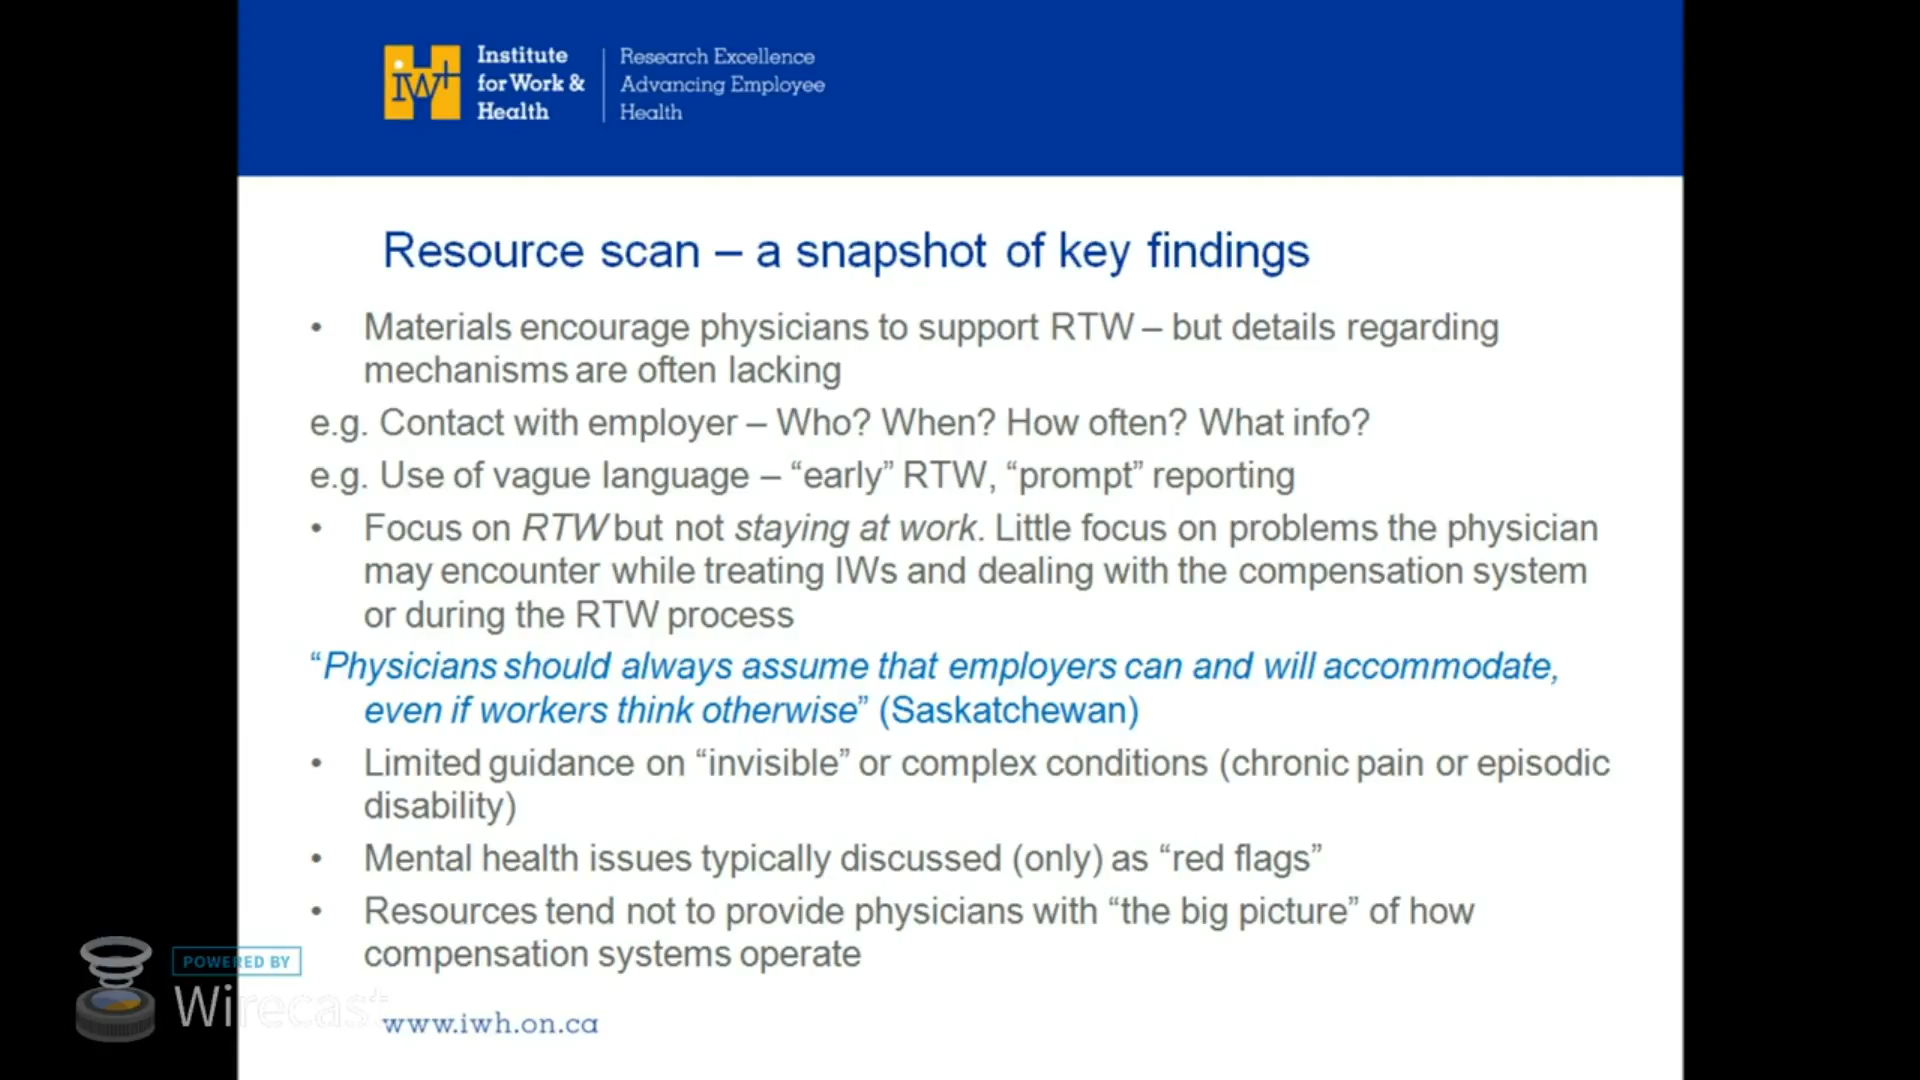 Institute
for Work &
Health
Research Excellence
Advancing Employee
Health
Resource scan – a snapshot of key findings
• Materials encourage physicians to support RTW – but details regarding
mechanisms are often lacking
e.g. Contact with employer – Who? When? How often? What info?
e.g. Use of vague language – “early” RTW, “prompt” reporting
• Focus on RTW but not staying at work. Little focus on problems the physician
may encounter while treating IWs and dealing with the compensation system
or during the RTW process
“Physicians should always assume that employers can and will accommodate,
even if workers think otherwise” (Saskatchewan)
• Limited guidance on “invisible” or complex conditions (chronic pain or episodic
disability)
• Mental health issues typically discussed (only) as “red flags”
• Resources tend not to provide physicians with “the big picture” of how
compensation systems operate
POWERED BY
Wirecast
www.iwh.on.ca